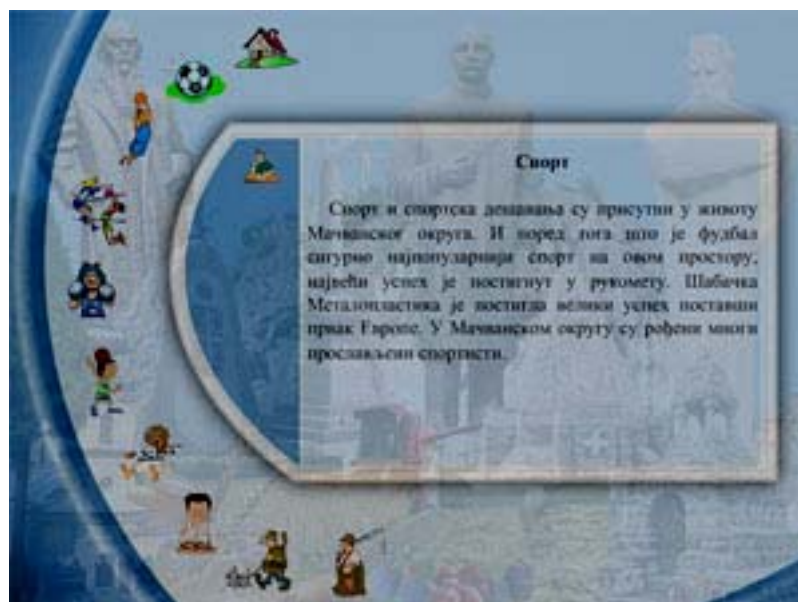 Спорт
Спорт и спортска дешавања су присутни у животу
Мачванског округа. И поред тога што је фудбал
сигурно најпопуларнији спорт на овом простору,
највећи успех је постигнут у рукомету. Шабачка
Металопластика је постигла велики успех поставши
првак Европе. У Мачванском округу су рођени многи
прослављени спортисти.